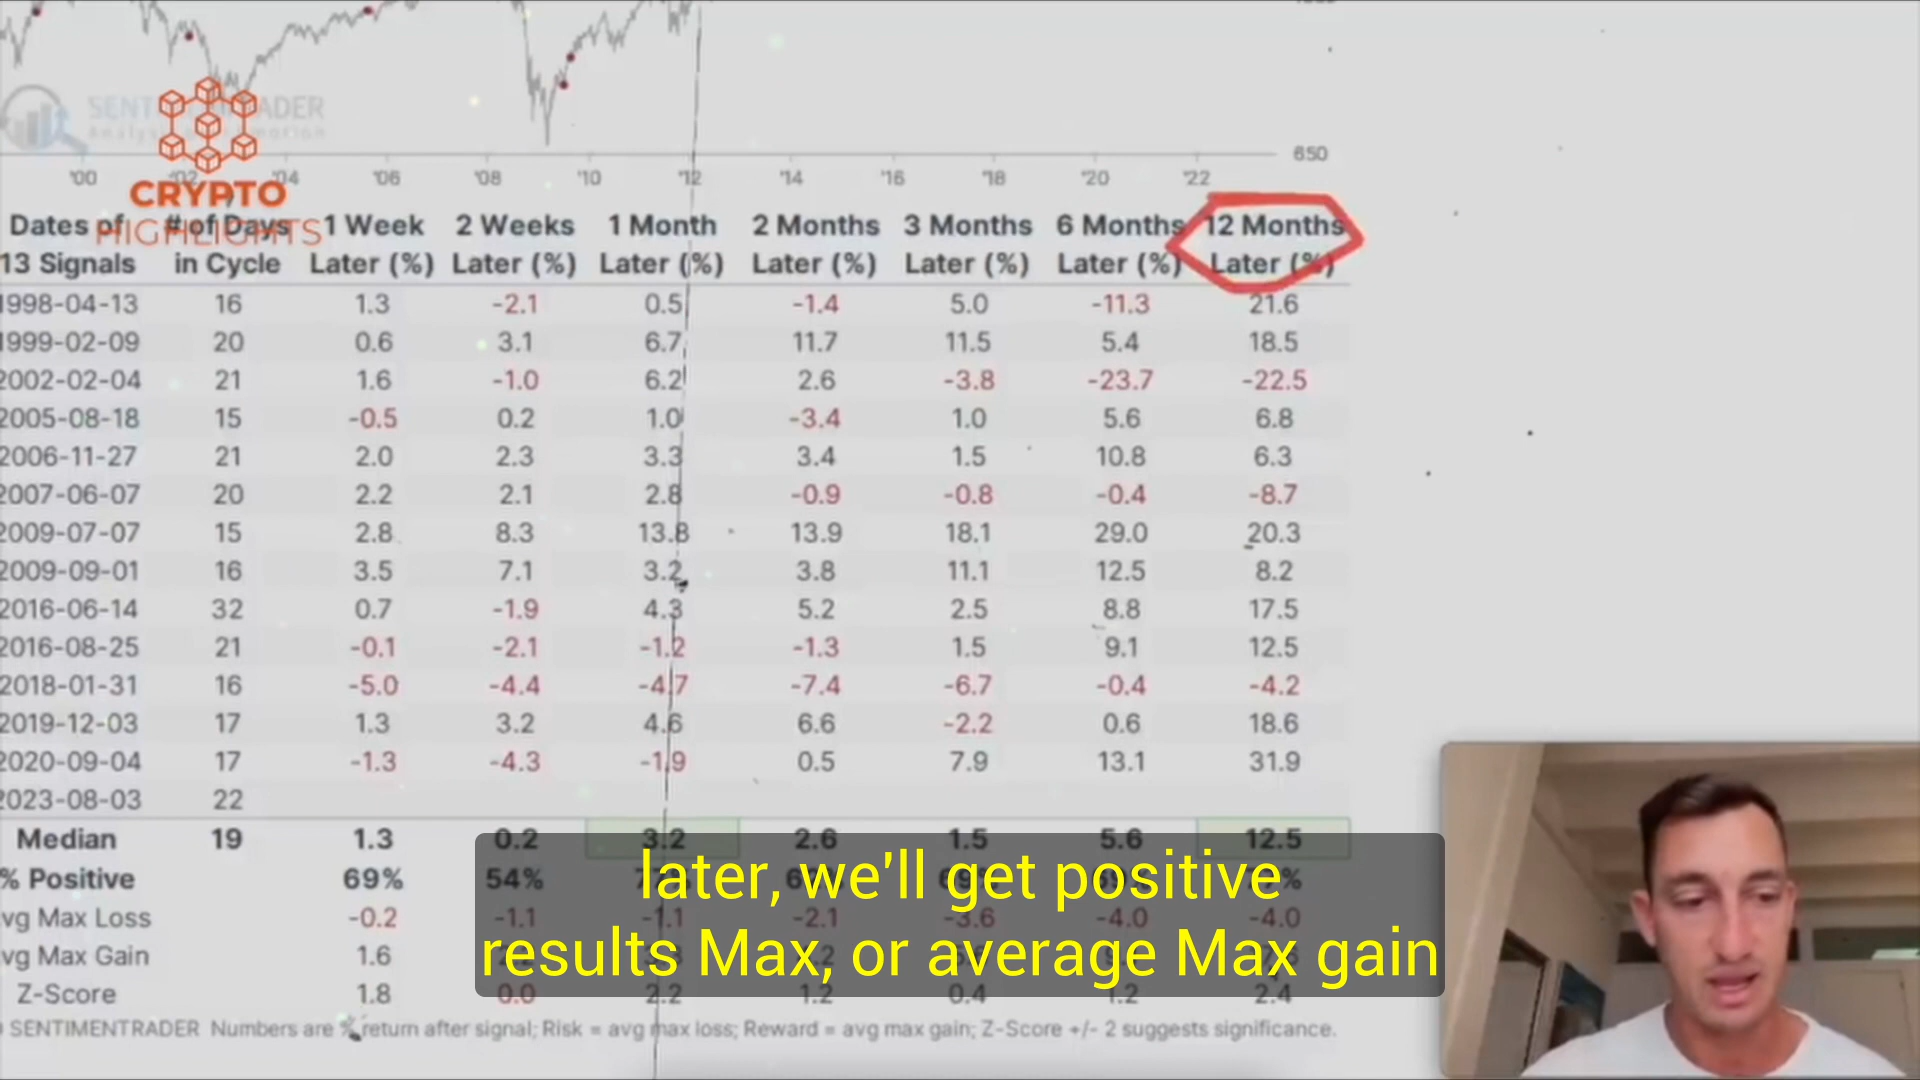 SENTIMENTRADER
650
'00 '02 '04 '06 '08 '10 '12 '14 '16 '18 '20 '22
CRYPTO
HIGHLIGHTS
Dates of # of Days 1 Week 2 Weeks 1 Month 2 Months 3 Months 6 Months 12 Months
13 Signals in Cycle Later (%) Later (%) Later (%) Later (%) Later (%) Later (%) Later (%)
1998-04-13 16 1.3 -2.1 0.5 -1.4 5.0 -11.3 21.6
1999-02-09 20 0.6 3.1 6.7 11.7 11.5 5.4 18.5
2002-02-04 21 1.6 -1.0 6.2 2.6 -3.8 -23.7 -22.5
2005-08-18 15 -0.5 0.2 1.0 -3.4 1.0 5.6 6.8
2006-11-27 21 2.0 2.3 3.3 3.4 1.5 10.8 6.3
2007-06-07 20 2.2 2.1 2.8 -0.9 -0.8 -0.4 -8.7
2009-07-07 15 2.8 8.3 13.8 13.9 18.1 29.0 20.3
2009-09-01 16 3.5 7.1 3.2 3.8 11.1 12.5 8.2
2016-06-14 32 0.7 -1.9 4.3 5.2 2.5 8.8 17.5
2016-08-25 21 -0.1 -2.1 -1.2 -1.3 1.5 9.1 12.5
2018-01-31 16 -5.0 -4.4 -4.7 -7.4 -6.7 -0.4 -4.2
2019-12-03 17 1.3 3.2 4.6 6.6 -2.2 0.6 18.6
2020-09-04 17 -1.3 -4.3 -1.9 0.5 7.9 13.1 31.9
2023-08-03 22
Median 19 1.3 0.2 3.2 2.6 1.5 5.6 12.5
% Positive 69% 54%
vg Max Loss -0.2 -1.1 -1.1 -2.1 -3.6 -4.0 -4.0
vg Max Gain 1.6
Z-Score 1.8 0.0 2.2 1.2 0.4 1.2 2.4
SENTIMENTRADER Numbers are % return after signal; Risk = avg max loss; Reward = avg max gain; Z-Score +/- 2 suggests significance.
later, we'll get positive
results Max, or average Max gain